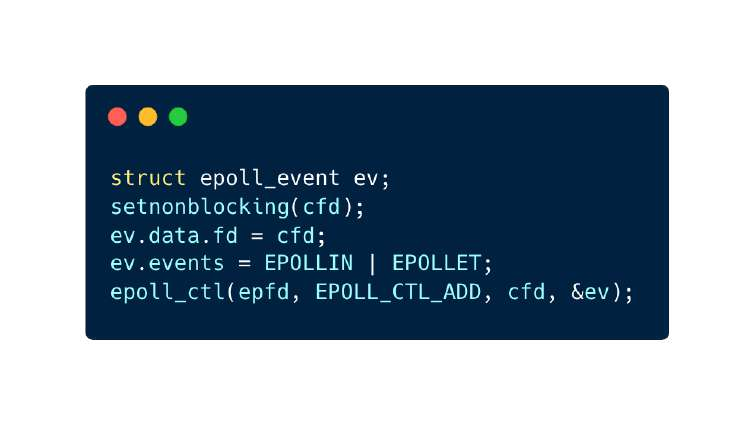 struct epoll_event ev;
setnonblocking(cfd);
ev.data.fd = cfd;
ev.events = EPOLLIN | EPOLLET;
epoll_ctl(epfd, EPOLL_CTL_ADD, cfd, &ev);